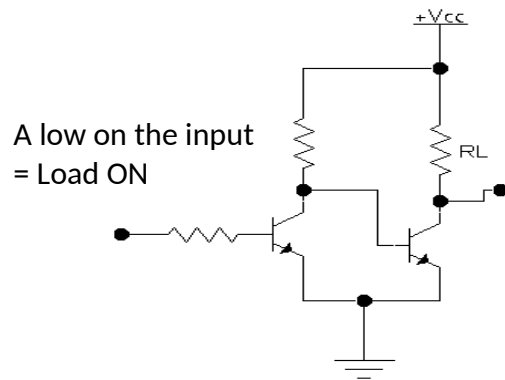 +Vcc
A low on the input
= Load ON
RL